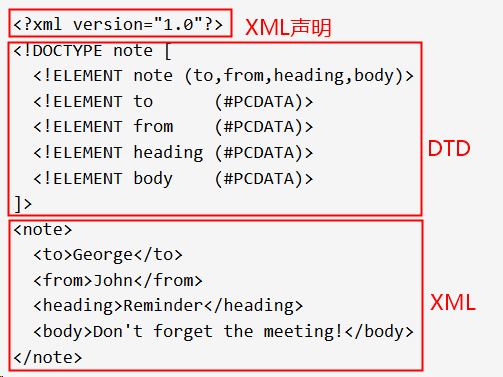 <?xml version="1.0"?> XML声明
<!DOCTYPE note [
  <!ELEMENT note (to,from,heading,body)>
  <!ELEMENT to      (#PCDATA)>
  <!ELEMENT from    (#PCDATA)>
  <!ELEMENT heading (#PCDATA)>
  <!ELEMENT body    (#PCDATA)>
]>
DTD
<note>
  <to>George</to>
  <from>John</from>
  <heading>Reminder</heading>
  <body>Don't forget the meeting!</body>
</note>
XML